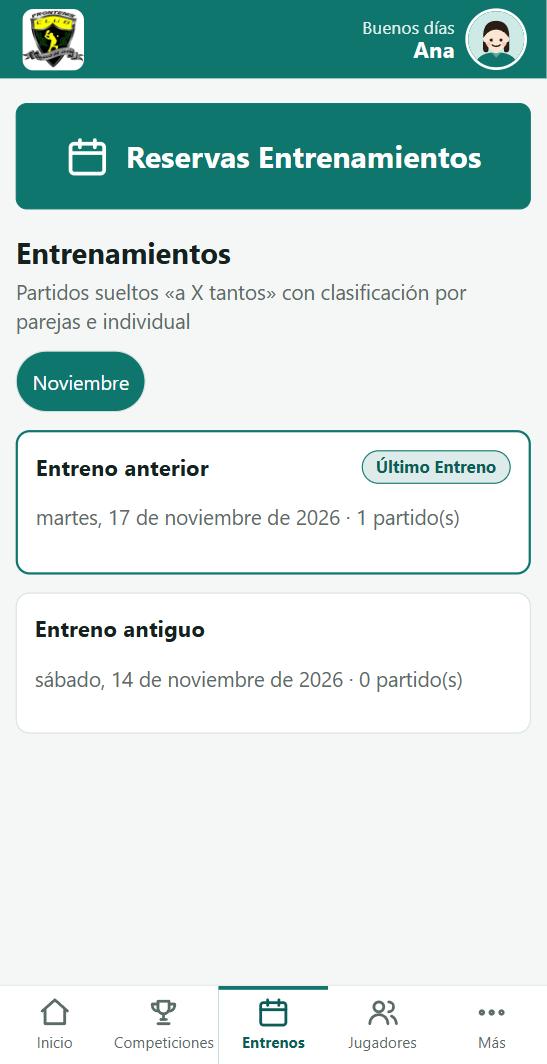 FRONTENIS
CLUB
Buenos días
Ana
Reservas Entrenamientos
Entrenamientos
Partidos sueltos «a X tantos» con clasificación por
parejas e individual
Noviembre
Entreno anterior
Último Entreno
martes, 17 de noviembre de 2026 · 1 partido(s)
Entreno antiguo
sábado, 14 de noviembre de 2026 · 0 partido(s)
Inicio
Competiciones
Entrenos
Jugadores
Más